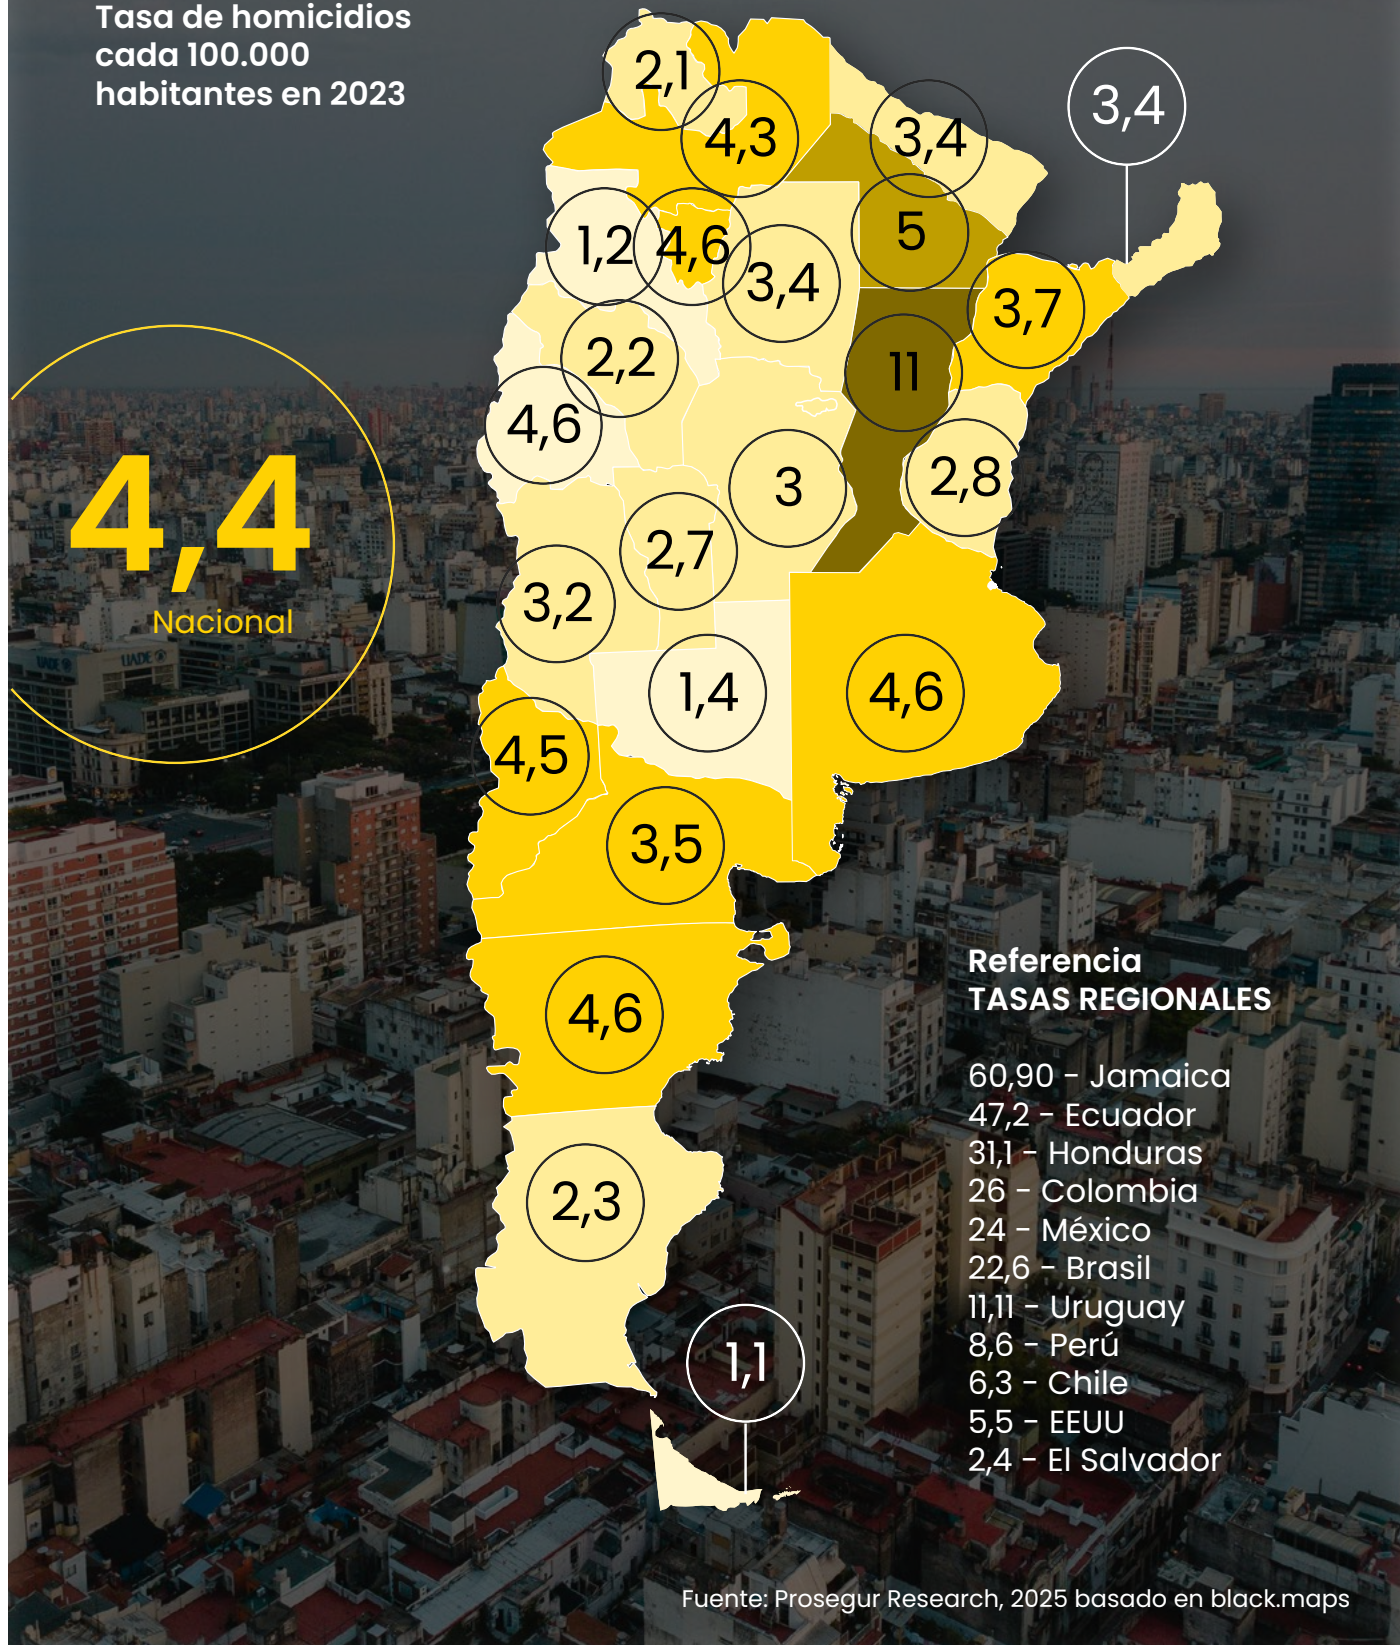 Tasa de homicidios
cada 100.000
habitantes en 2023
2,1
4,3
3,4
3,4
1,2
4,6
3,4
5
3,7
2,2
11
4,6
3
2,8
4,4
Nacional
2,7
3,2
1,4
4,6
4,5
3,5
4,6
2,3
1,1
UADE
UADE
Referencia
TASAS REGIONALES
60,90 - Jamaica
47,2 - Ecuador
31,1 - Honduras
26 - Colombia
24 - México
22,6 - Brasil
11,11 - Uruguay
8,6 - Perú
6,3 - Chile
5,5 - EEUU
2,4 - El Salvador
Fuente: Prosegur Research, 2025 basado en black.maps